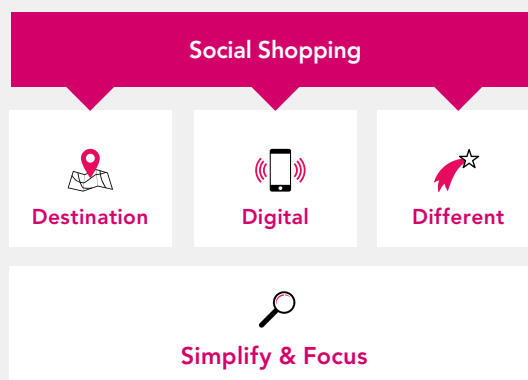 Social Shopping
Destination
Digital
Different
Simplify & Focus